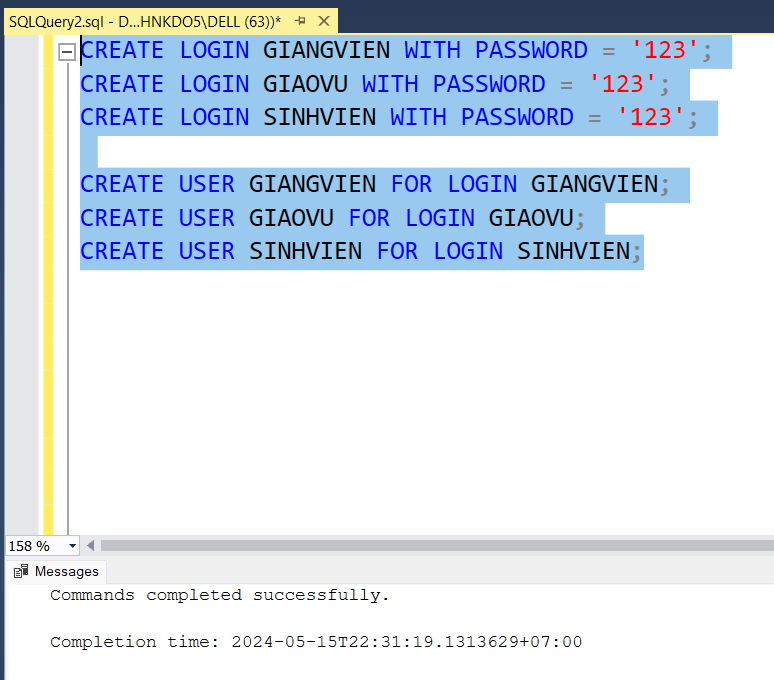 SQLQuery2.sql - D...HNKDO5\DELL (63))*
CREATE LOGIN GIANGVIEN WITH PASSWORD = '123';
CREATE LOGIN GIAOVU WITH PASSWORD = '123';
CREATE LOGIN SINHVIEN WITH PASSWORD = '123';
CREATE USER GIANGVIEN FOR LOGIN GIANGVIEN;
CREATE USER GIAOVU FOR LOGIN GIAOVU;
CREATE USER SINHVIEN FOR LOGIN SINHVIEN;
158 %
Messages
Commands completed successfully.
Completion time: 2024-05-15T22:31:19.1313629+07:00